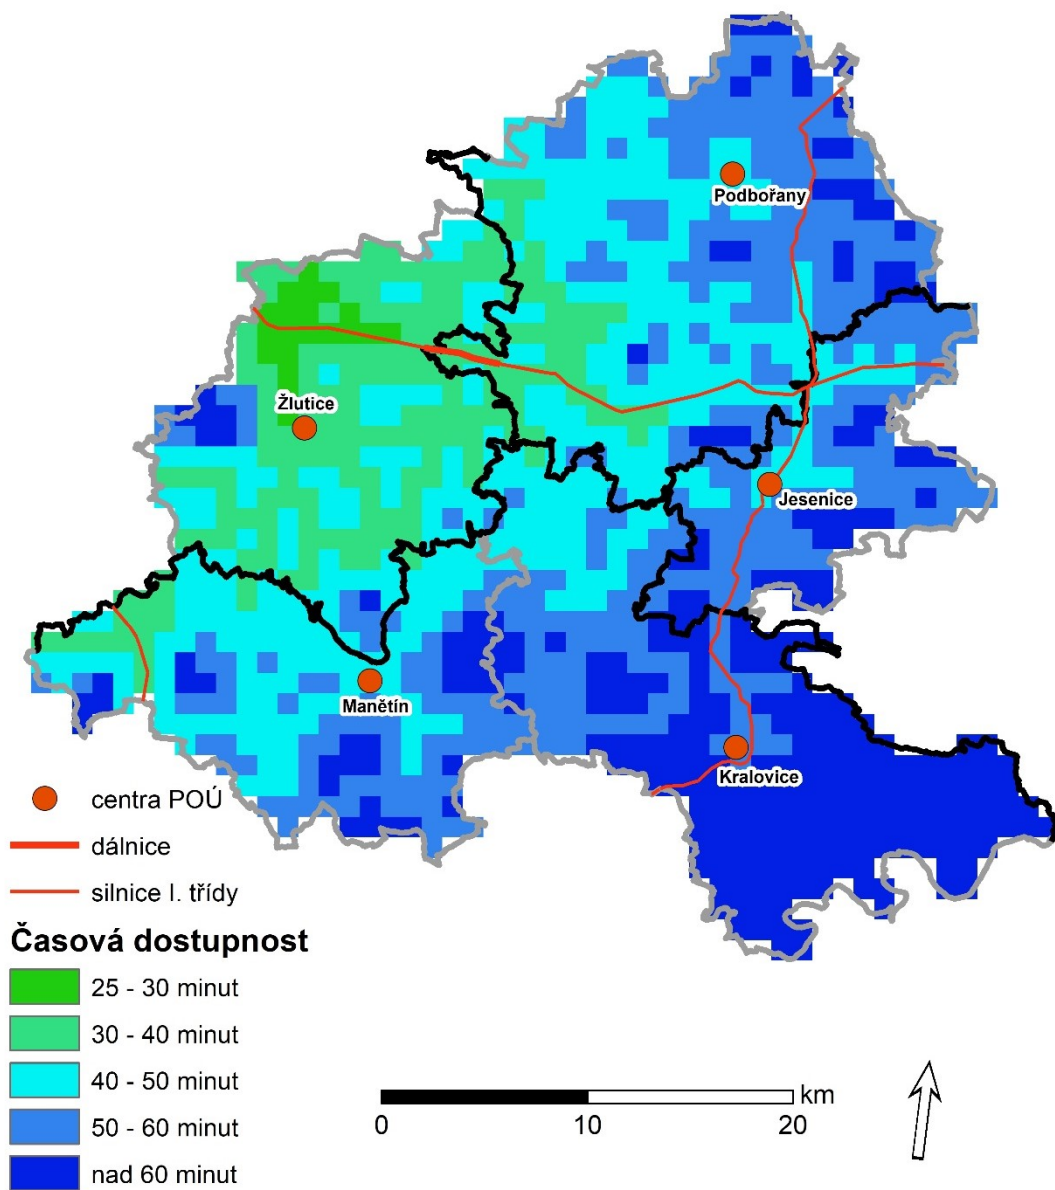 Podbořany
Žlutice
Jesenice
Manětín
Kralovice
centra POÚ
dálnice
silnice I. třídy
Časová dostupnost
25 - 30 minut
30 - 40 minut
40 - 50 minut
50 - 60 minut
nad 60 minut
km
0 10 20